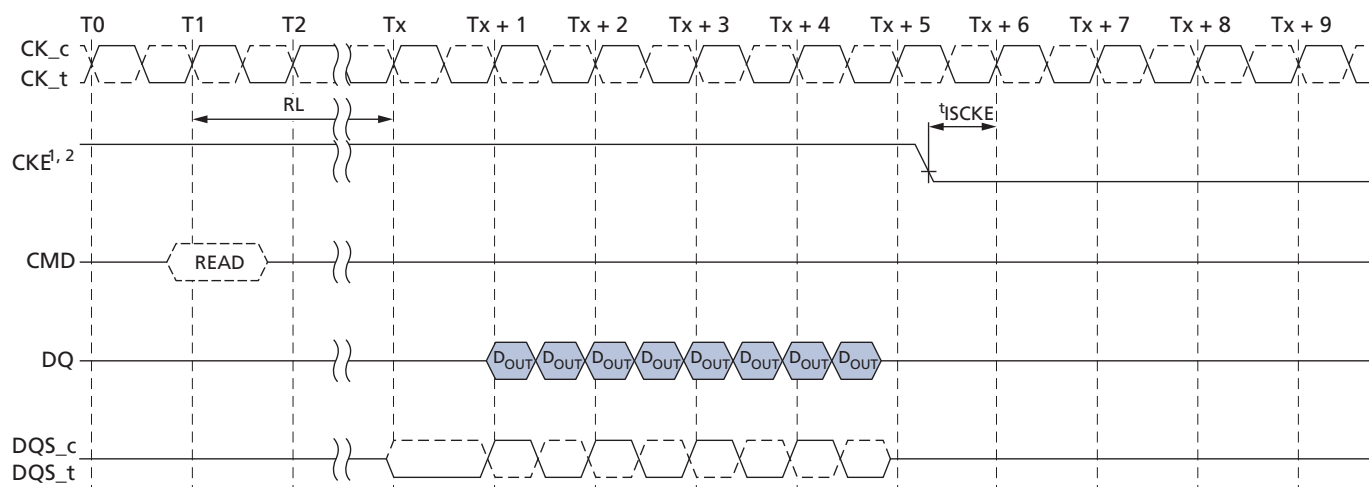 T0 T1 T2 Tx Tx + 1 Tx + 2 Tx + 3 Tx + 4 Tx + 5 Tx + 6 Tx + 7 Tx + 8 Tx + 9
CK_c
CK_t
RL
tISCKE
CKE1, 2
CMD
READ
DQ
DOUT DOUT DOUT DOUT DOUT DOUT DOUT DOUT
DQS_c
DQS_t